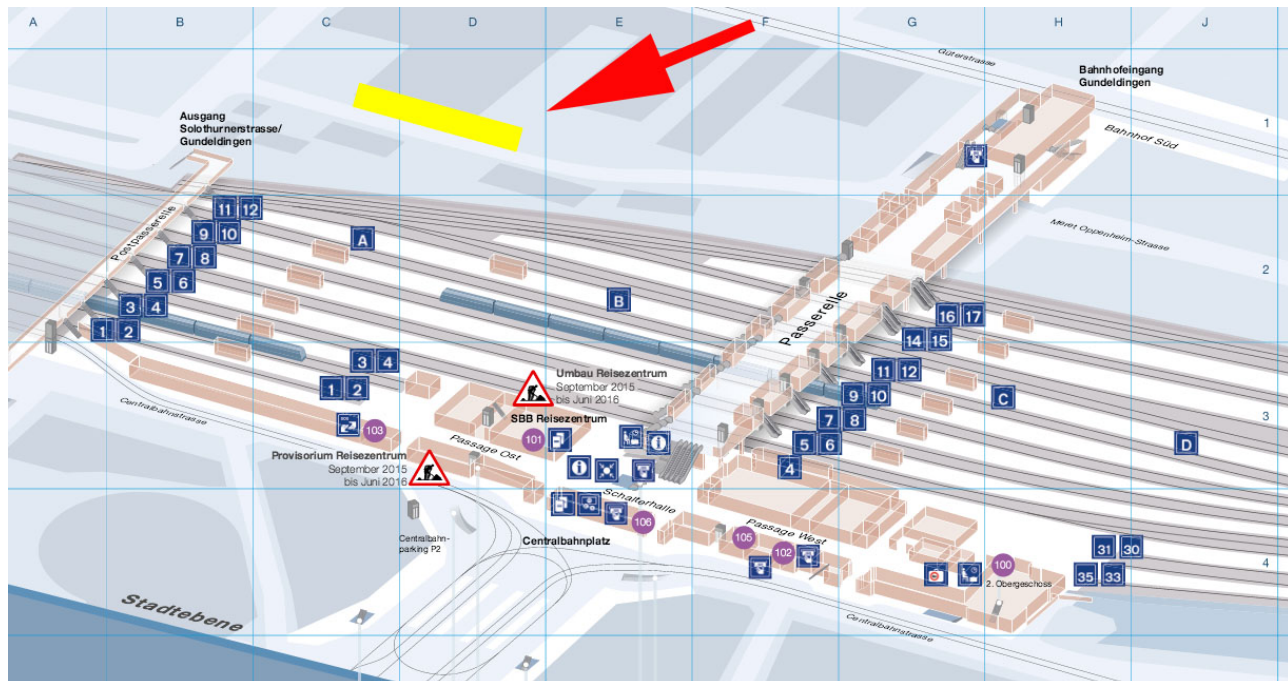 A B C D E F G H J
1
2
3
4
Güterstrasse
Bahnhofeingang
Gundeldingen
Bahnhof Süd
Ausgang
Solothurnerstrasse/
Gundeldingen
Postpasserelle
11 12
9 10
7 8
5 6
3 4
1 2
A
B
Passerelle
Meret Oppenheim-Strasse
16 17
14 15
11 12
9 10
7 8
5 6
4
C
D
3 4
1 2
Centralbahnstrasse
103
Umbau Reisezentrum
September 2015
bis Juni 2016
SBB Reisezentrum
101
Passage Ost
Provisorium Reisezentrum
September 2015
bis Juni 2016
Schalterhalle
106
Centralbahnplatz
Centralbahn-
parking P2
Passage West
105
102
100
2. Obergeschoss
31 30
35 33
Centralbahnstrasse
Stadtebene